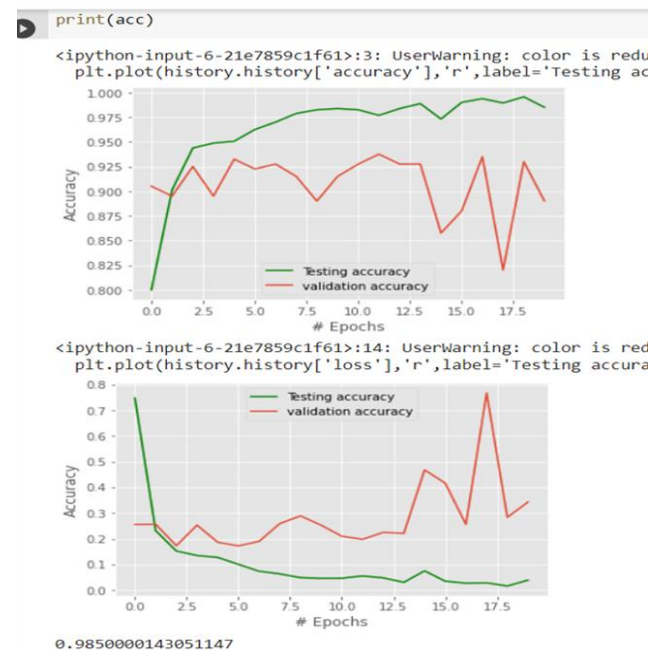 print(acc)
<ipython-input-6-21e7859c1f61>:3: UserWarning: color is redu
plt.plot(history.history['accuracy'],'r',label='Testing ac
1.000
0.975
0.950
0.925
0.900
0.875
0.850
0.825
0.800
Accuracy
Testing accuracy
validation accuracy
0.0 2.5 5.0 7.5 10.0 12.5 15.0 17.5
# Epochs
<ipython-input-6-21e7859c1f61>:14: UserWarning: color is red
plt.plot(history.history['loss'],'r',label='Testing accura
0.8
0.7
0.6
0.5
0.4
0.3
0.2
0.1
0.0
Accuracy
Testing accuracy
validation accuracy
0.0 2.5 5.0 7.5 10.0 12.5 15.0 17.5
# Epochs
0.9850000143051147